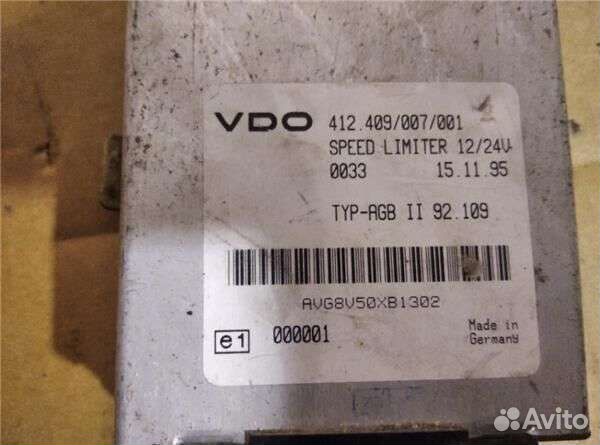 VDO 412.409/007/001
SPEED LIMITER 12/24V
0033 15.11.95
TYP-AGB II 92.109
AVG8V50XB1302
e1 000001 Made in
Germany
Avito